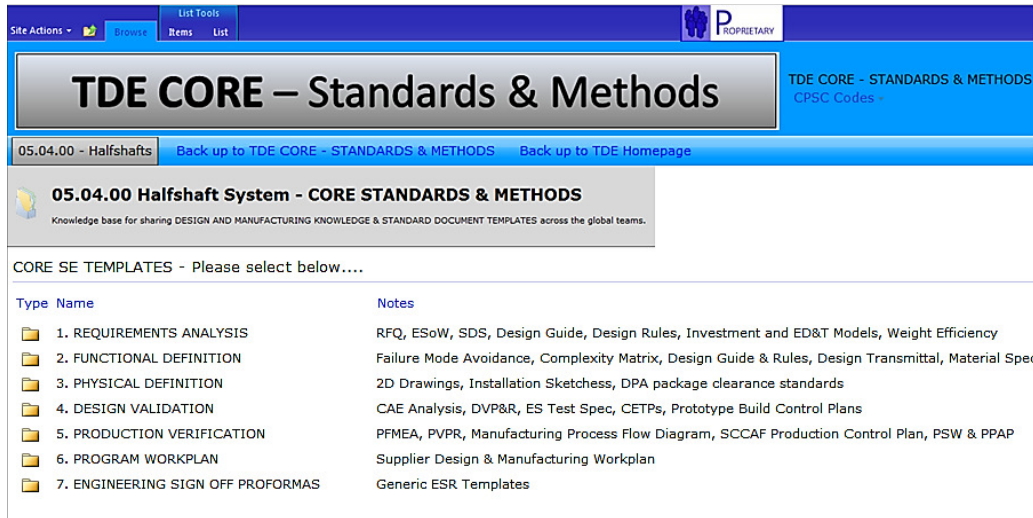 List Tools
Site Actions Browse Items List
PROPRIETARY
TDE CORE – Standards & Methods
TDE CORE - STANDARDS & METHODS
CPSC Codes
05.04.00 - Halfshafts Back up to TDE CORE - STANDARDS & METHODS Back up to TDE Homepage
05.04.00 Halfshaft System - CORE STANDARDS & METHODS
Knowledge base for sharing DESIGN AND MANUFACTURING KNOWLEDGE & STANDARD DOCUMENT TEMPLATES across the global teams.
CORE SE TEMPLATES - Please select below....
Type Name Notes
1. REQUIREMENTS ANALYSIS RFQ, ESoW, SDS, Design Guide, Design Rules, Investment and ED&T Models, Weight Efficiency
2. FUNCTIONAL DEFINITION Failure Mode Avoidance, Complexity Matrix, Design Guide & Rules, Design Transmittal, Material Spec
3. PHYSICAL DEFINITION 2D Drawings, Installation Sketchess, DPA package clearance standards
4. DESIGN VALIDATION CAE Analysis, DVP&R, ES Test Spec, CETPs, Prototype Build Control Plans
5. PRODUCTION VERIFICATION PFMEA, PVPR, Manufacturing Process Flow Diagram, SCCAF Production Control Plan, PSW & PPAP
6. PROGRAM WORKPLAN Supplier Design & Manufacturing Workplan
7. ENGINEERING SIGN OFF PROFORMAS Generic ESR Templates